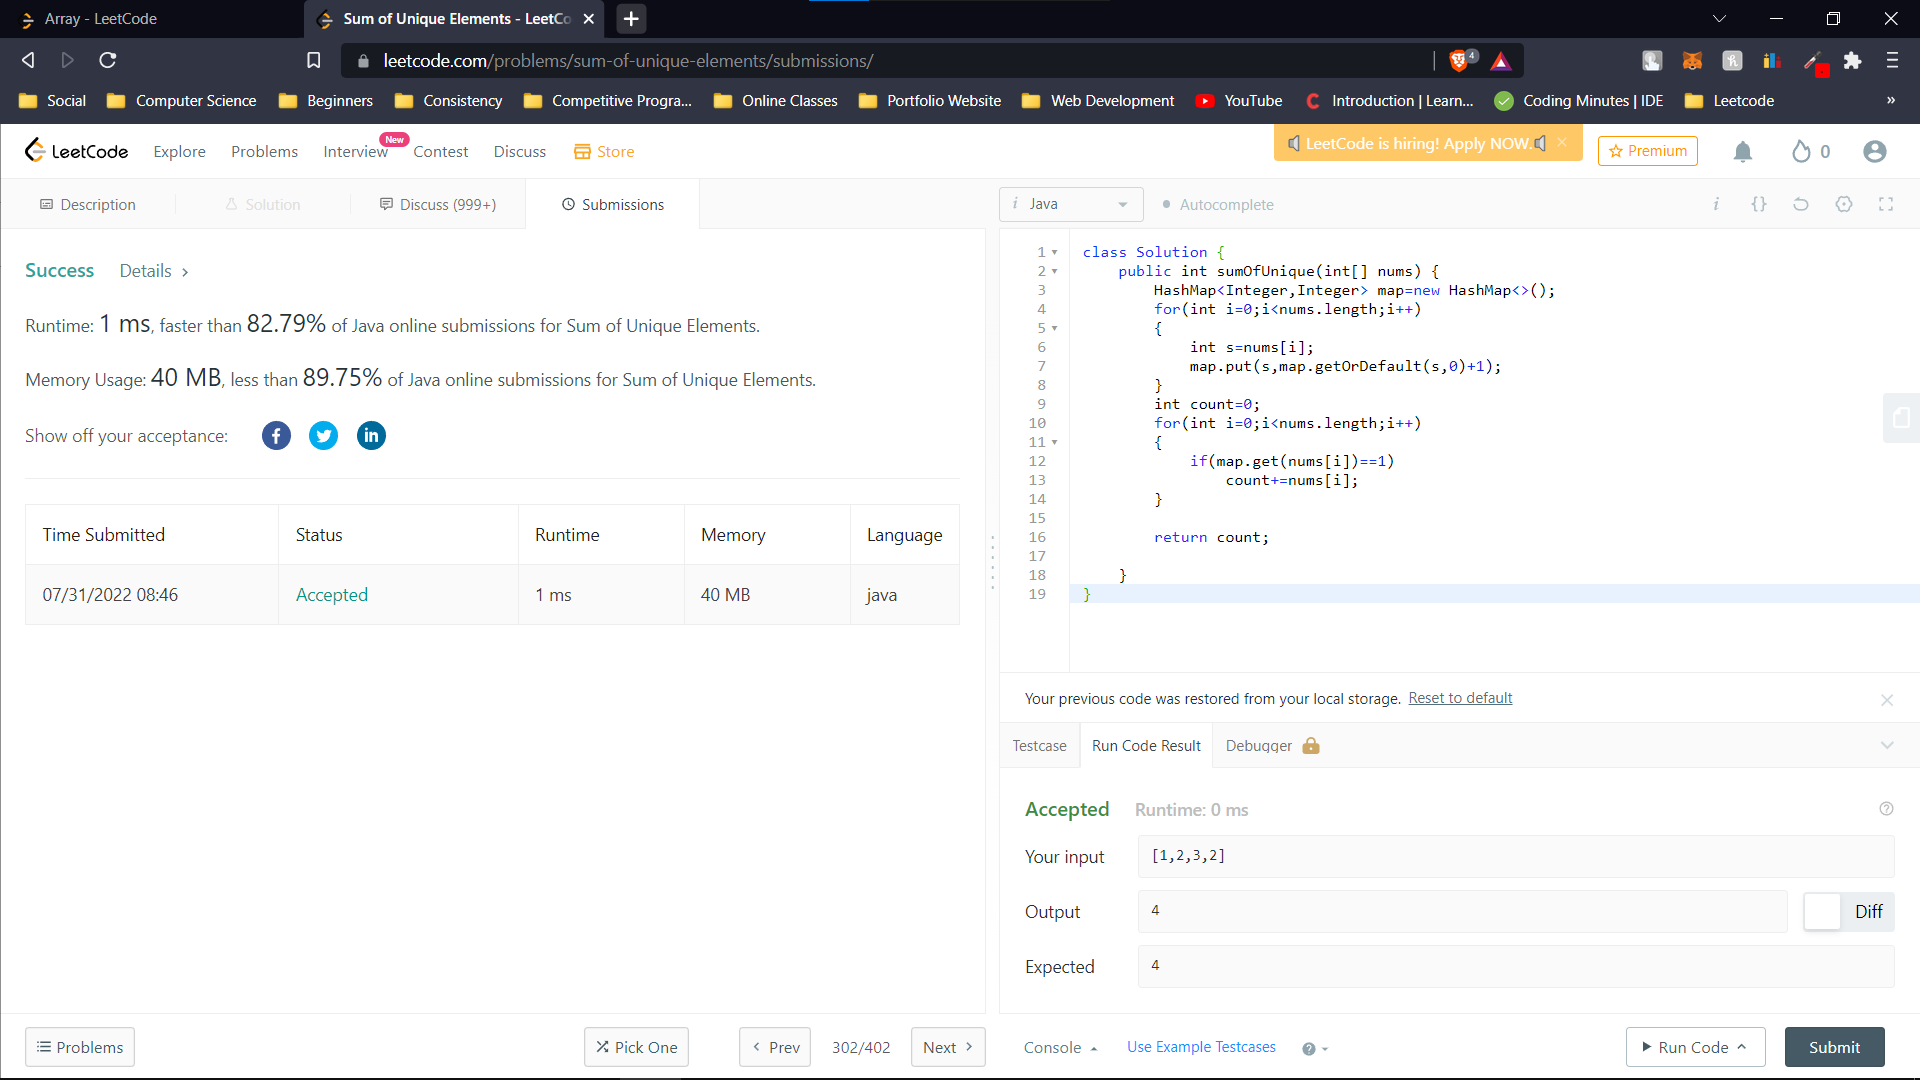 Array - LeetCode
Sum of Unique Elements - LeetCo
leetcode.com/problems/sum-of-unique-elements/submissions/
4
Social Computer Science Beginners Consistency Competitive Progra... Online Classes Portfolio Website Web Development YouTube Introduction | Learn... Coding Minutes | IDE Leetcode »
LeetCode Explore Problems Interview New Contest Discuss Store
LeetCode is hiring! Apply NOW.
Premium
0
Description Solution Discuss (999+) Submissions
i Java Autocomplete i {}
Success Details >
Runtime: 1 ms, faster than 82.79% of Java online submissions for Sum of Unique Elements.
Memory Usage: 40 MB, less than 89.75% of Java online submissions for Sum of Unique Elements.
Show off your acceptance:
Time Submitted Status Runtime Memory Language
07/31/2022 08:46 Accepted 1 ms 40 MB java
1 class Solution {
2 public int sumOfUnique(int[] nums) {
3 HashMap<Integer,Integer> map=new HashMap<>();
4 for(int i=0;i<nums.length;i++)
5 {
6 int s=nums[i];
7 map.put(s,map.getOrDefault(s,0)+1);
8 }
9 int count=0;
10 for(int i=0;i<nums.length;i++)
11 {
12 if(map.get(nums[i])==1)
13 count+=nums[i];
14 }
15
16 return count;
17
18 }
19 }
Your previous code was restored from your local storage. Reset to default
Testcase Run Code Result Debugger
Accepted Runtime: 0 ms
Your input [1,2,3,2]
Output 4 Diff
Expected 4
Problems Pick One < Prev 302/402 Next > Console Use Example Testcases Run Code Submit